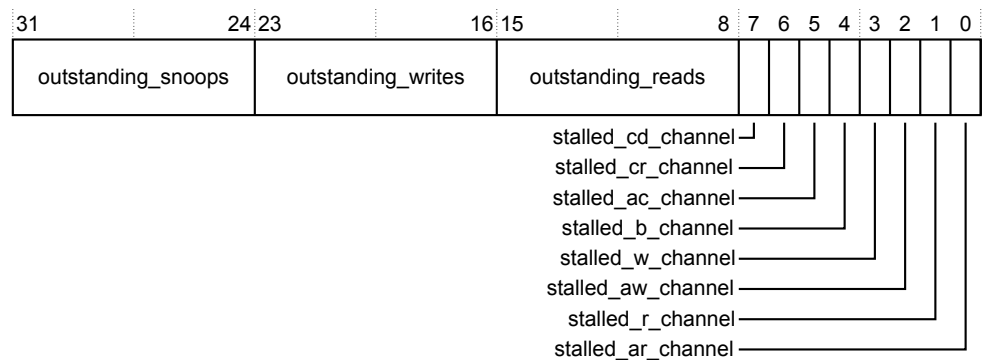 31 24 23 16 15 8 7 6 5 4 3 2 1 0
outstanding_snoops outstanding_writes outstanding_reads
stalled_cd_channel
stalled_cr_channel
stalled_ac_channel
stalled_b_channel
stalled_w_channel
stalled_aw_channel
stalled_r_channel
stalled_ar_channel